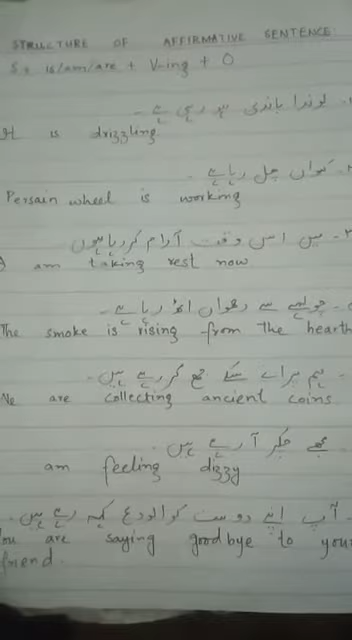 STRUCTURE OF AFFIRMATIVE SENTENCE
S + is/am/are + V-ing + O
۱۔ بوندا باندی ہو رہی ہے۔
It is drizzling
۲۔ کنواں چل رہا ہے۔
Persain wheel is working
۳۔ میں اس وقت آرام کر رہا ہوں
I am taking rest now
چولہے سے دھواں اٹھ رہا ہے۔
The smoke is rising from the hearth
ہم پرانے سکے جمع کر رہے ہیں۔
We are collecting ancient coins
مجھے چکر آ رہے ہیں۔
am feeling dizzy
آپ اپنے دوست کو الوداع کہہ رہے ہیں۔
You are saying goodbye to your
friend.